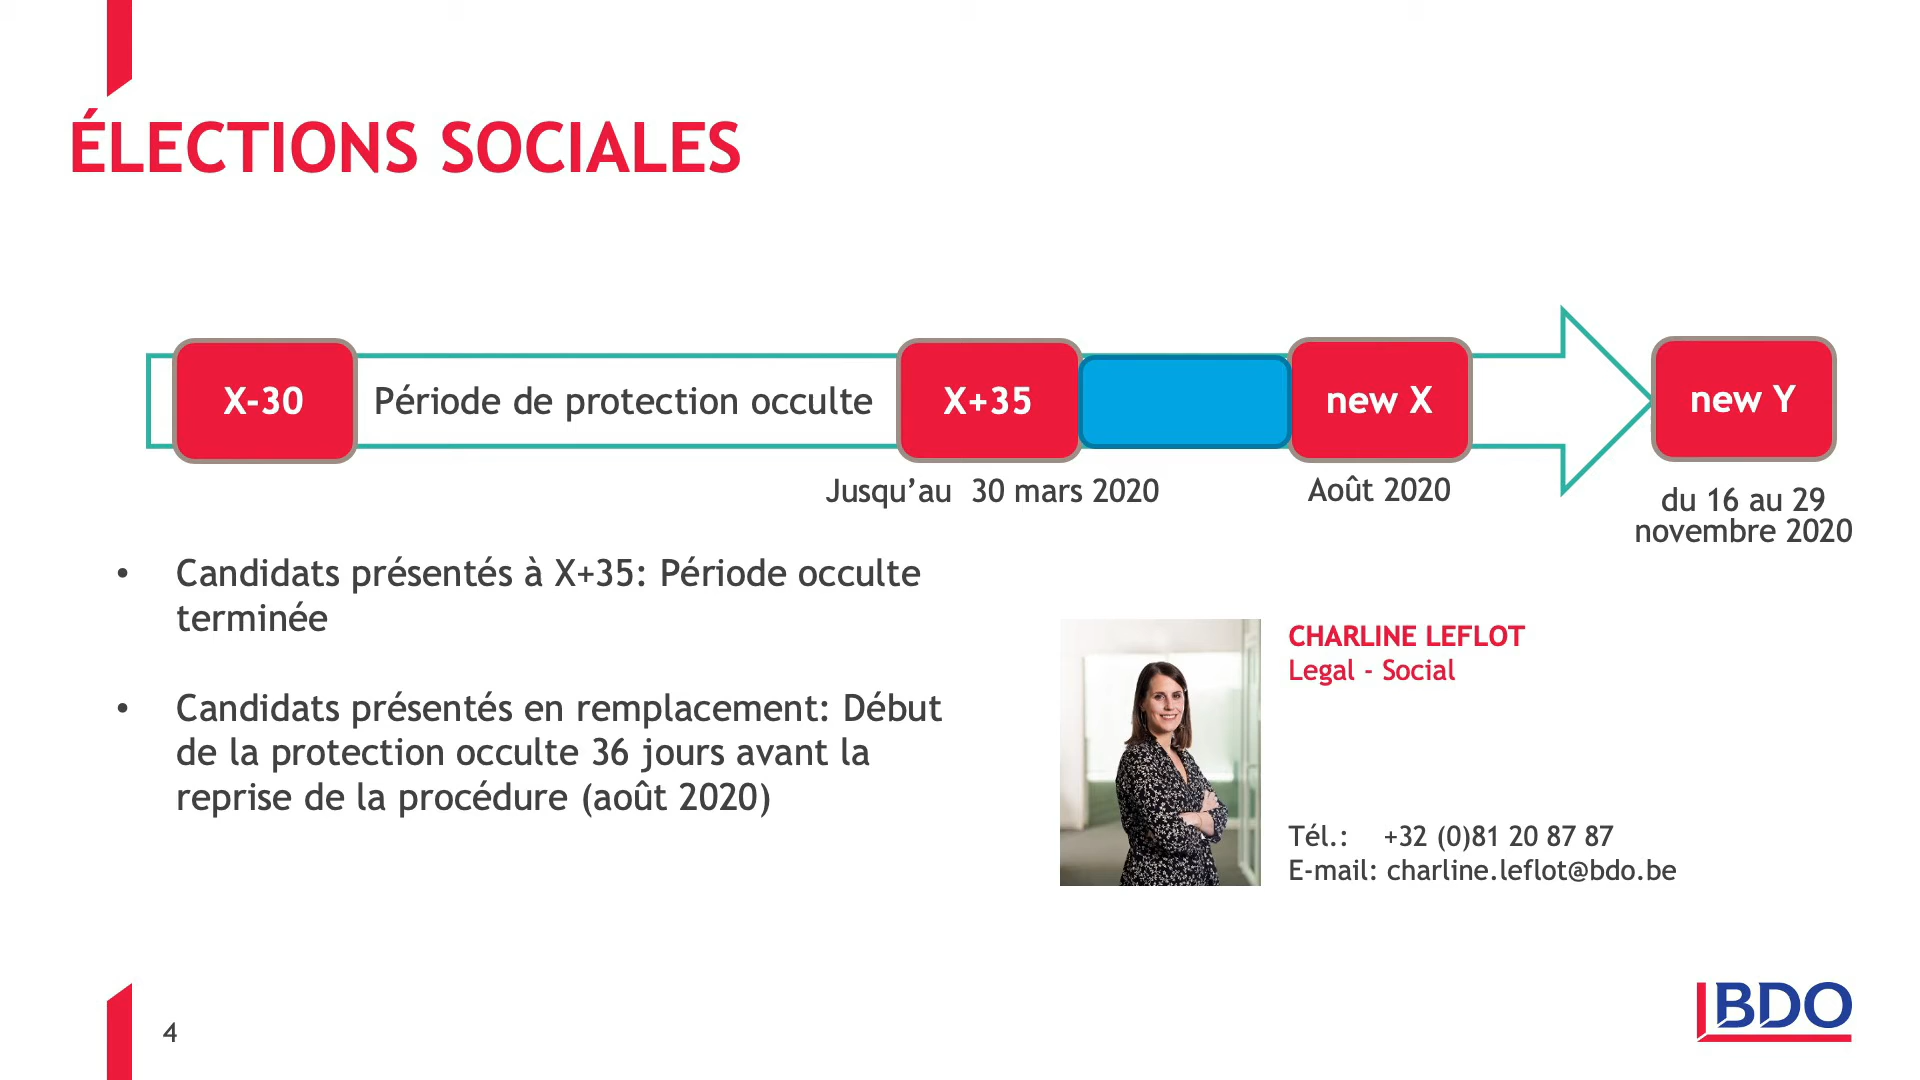 ÉLECTIONS SOCIALES
X-30
Période de protection occulte
X+35
new X
new Y
Jusqu’au  30 mars 2020
Août 2020
du 16 au 29
novembre 2020
• Candidats présentés à X+35: Période occulte
terminée
• Candidats présentés en remplacement: Début
de la protection occulte 36 jours avant la
reprise de la procédure (août 2020)
CHARLINE LEFLOT
Legal - Social
Tél.: +32 (0)81 20 87 87
E-mail: charline.leflot@bdo.be
4
BDO